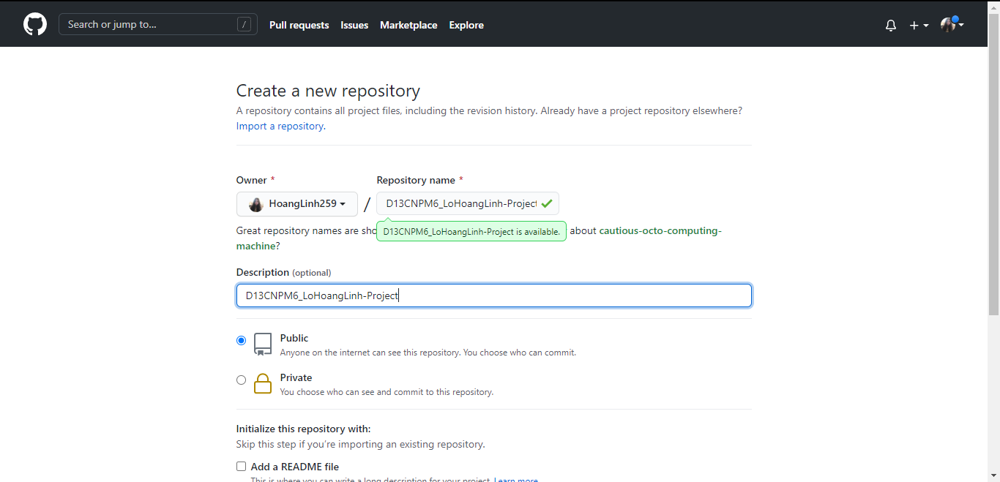 Search or jump to... / Pull requests Issues Marketplace Explore
Create a new repository
A repository contains all project files, including the revision history. Already have a project repository elsewhere?
Import a repository.
Owner * Repository name *
HoangLinh259 / D13CNPM6_LoHoangLinh-Project
Great repository names are sho D13CNPM6_LoHoangLinh-Project is available. about cautious-octo-computing-
machine?
Description (optional)
D13CNPM6_LoHoangLinh-Project
Public
Anyone on the internet can see this repository. You choose who can commit.
Private
You choose who can see and commit to this repository.
Initialize this repository with:
Skip this step if you're importing an existing repository.
Add a README file
This is where you can write a long description for your project. Learn more.